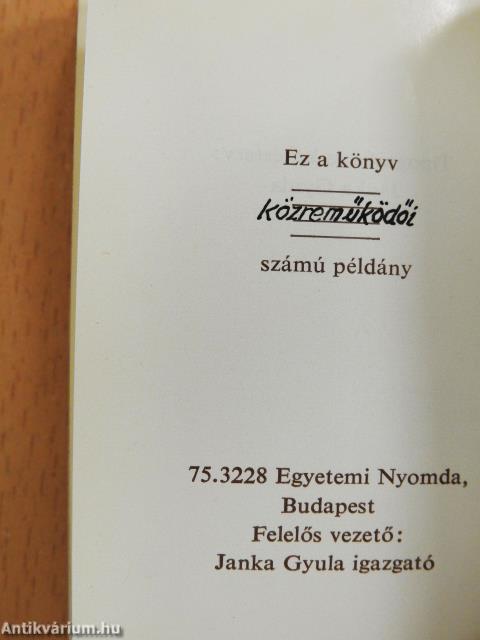 Ez a könyv
közreműködői
számú példány
75.3228 Egyetemi Nyomda,
Budapest
Felelős vezető:
Janka Gyula igazgató
Antikvárium.hu